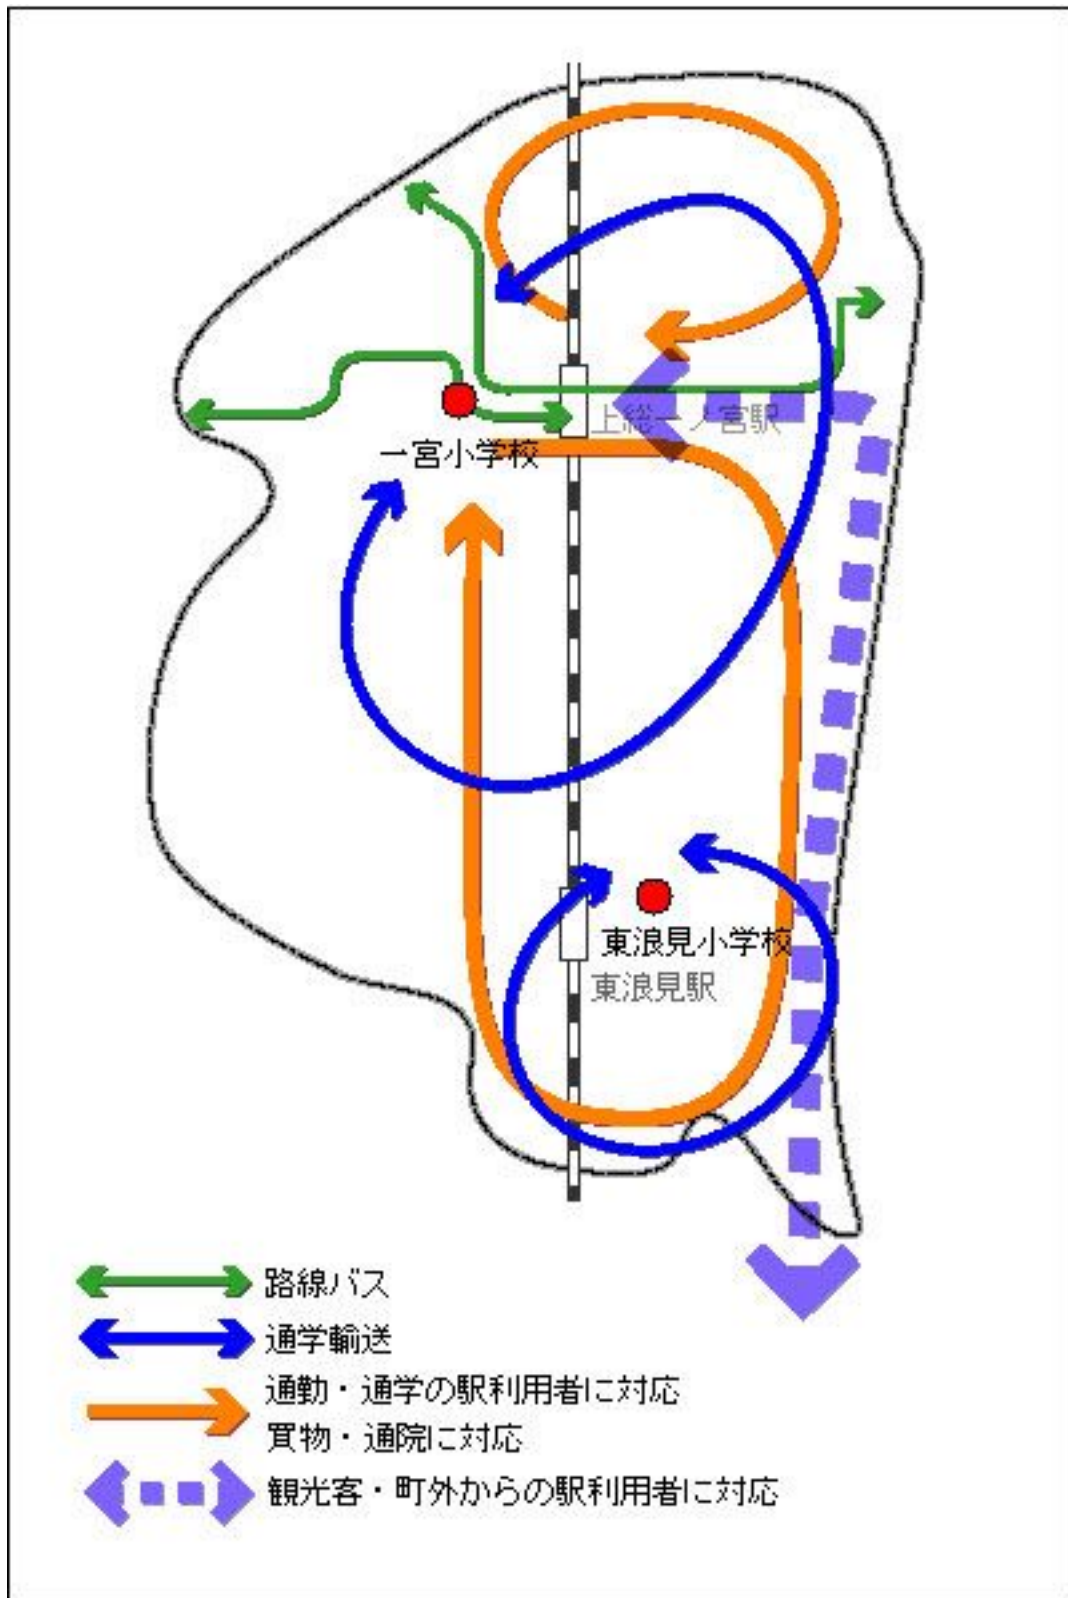 上総一ノ宮駅
一宮小学校
東浪見小学校
東浪見駅
路線バス
通学輸送
通勤・通学の駅利用者に対応
買物・通院に対応
観光客・町外からの駅利用者に対応